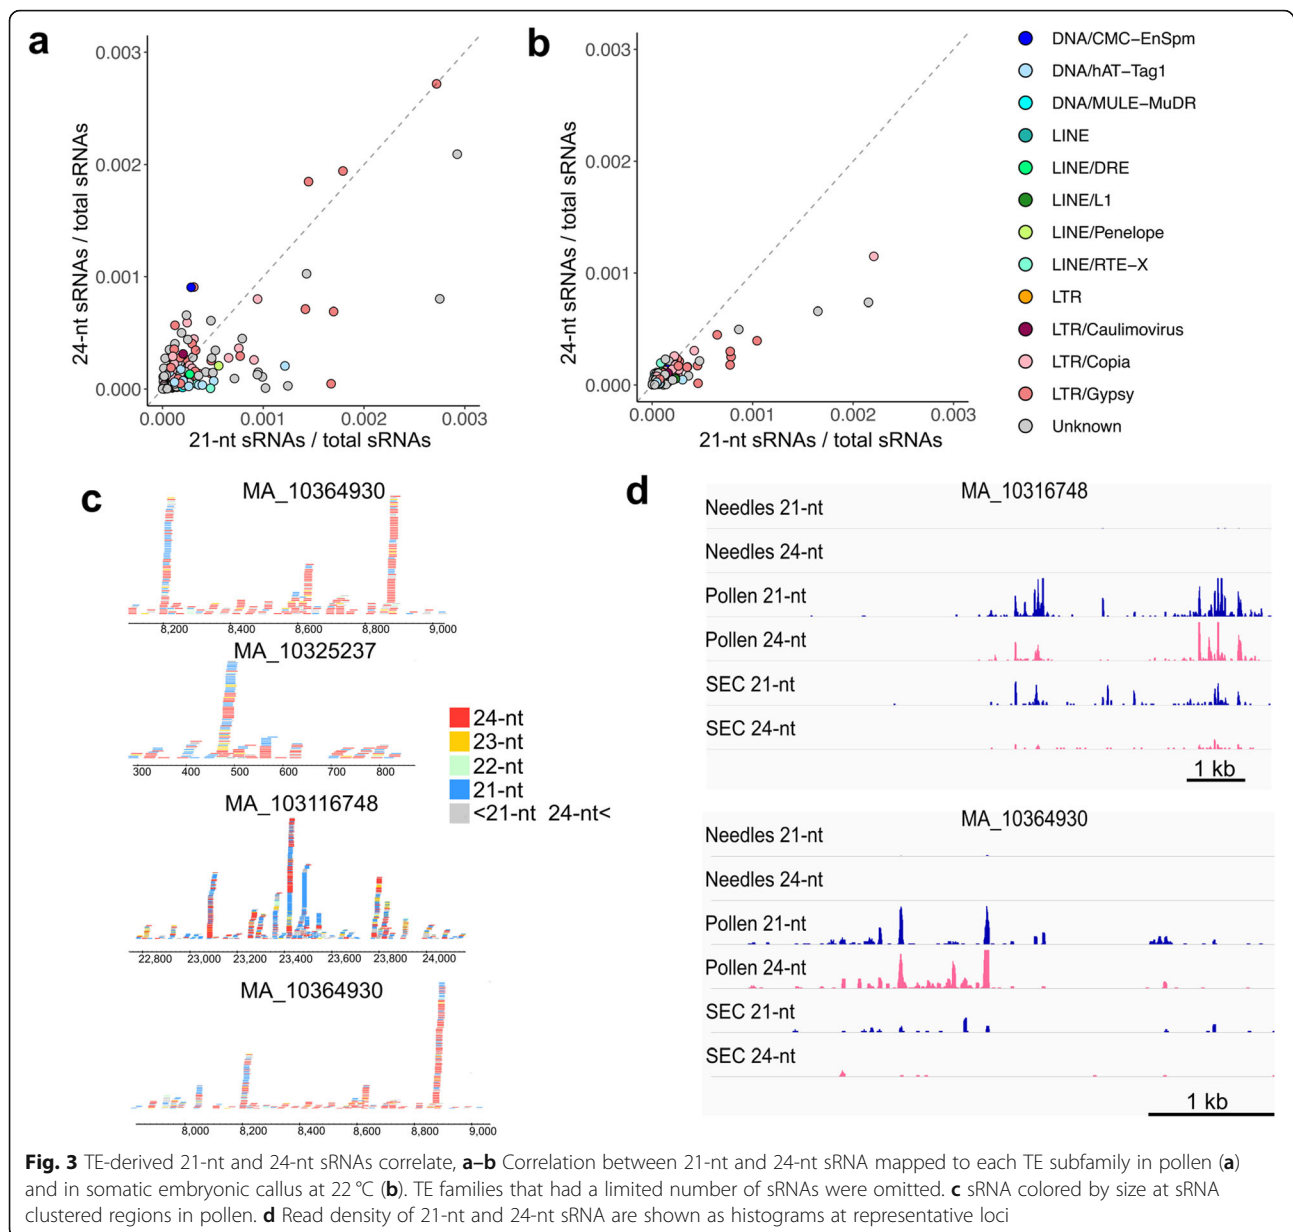 a
0.003
0.002
0.001
0.000
24-nt sRNAs / total sRNAs
0.000 0.001 0.002 0.003
21-nt sRNAs / total sRNAs
b
0.003
0.002
0.001
0.000
24-nt sRNAs / total sRNAs
0.000 0.001 0.002 0.003
21-nt sRNAs / total sRNAs
DNA/CMC−EnSpm
DNA/hAT−Tag1
DNA/MULE−MuDR
LINE
LINE/DRE
LINE/L1
LINE/Penelope
LINE/RTE−X
LTR
LTR/Caulimovirus
LTR/Copia
LTR/Gypsy
Unknown
c
MA_10364930
8,200 8,400 8,600 8,800 9,000
MA_10325237
300 400 500 600 700 800
MA_103116748
22,800 23,000 23,200 23,400 23,600 23,800 24,000
MA_10364930
8,000 8,200 8,400 8,600 8,800 9,000
24-nt
23-nt
22-nt
21-nt
<21-nt 24-nt<
d
MA_10316748
Needles 21-nt
Needles 24-nt
Pollen 21-nt
Pollen 24-nt
SEC 21-nt
SEC 24-nt
1 kb
MA_10364930
Needles 21-nt
Needles 24-nt
Pollen 21-nt
Pollen 24-nt
SEC 21-nt
SEC 24-nt
1 kb
Fig. 3 TE-derived 21-nt and 24-nt sRNAs correlate, a–b Correlation between 21-nt and 24-nt sRNA mapped to each TE subfamily in pollen (a)
and in somatic embryonic callus at 22 °C (b). TE families that had a limited number of sRNAs were omitted. c sRNA colored by size at sRNA
clustered regions in pollen. d Read density of 21-nt and 24-nt sRNA are shown as histograms at representative loci